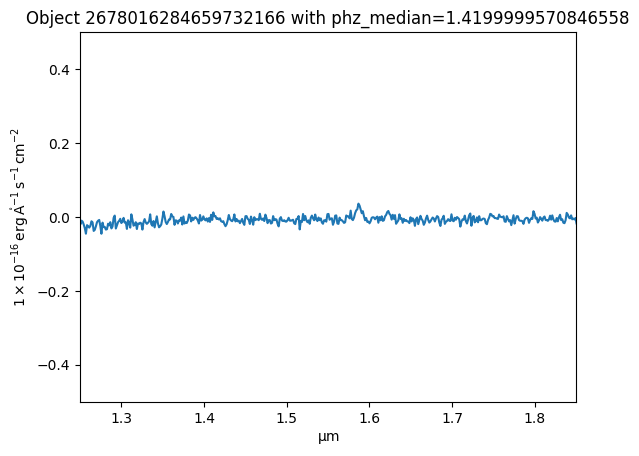 Object 2678016284659732166 with phz_median=1.4199999570846558
1 × 10⁻¹⁶ erg Å⁻¹ s⁻¹ cm⁻²
0.4
0.2
0.0
−0.2
−0.4
1.3 1.4 1.5 1.6 1.7 1.8
µm